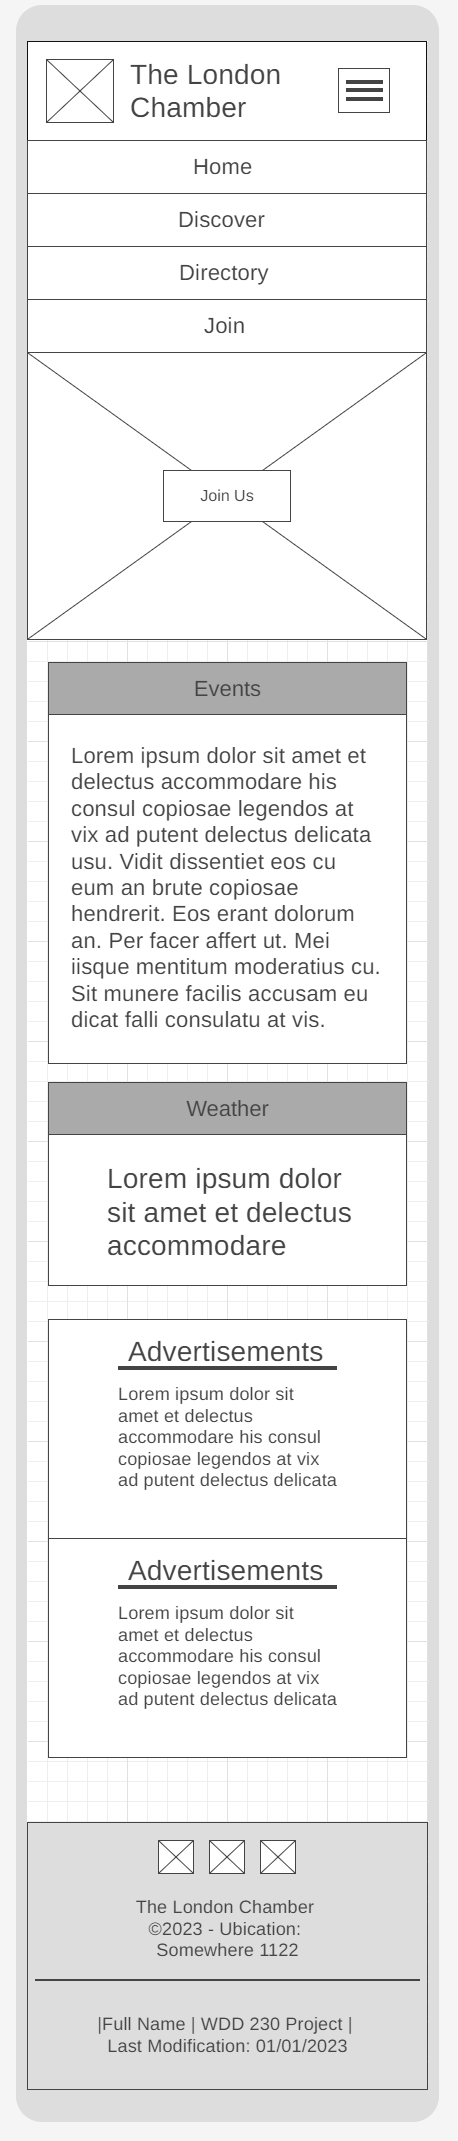 The London
Chamber
Home
Discover
Directory
Join
Join Us
Events
Lorem ipsum dolor sit amet et
delectus accommodare his
consul copiosae legendos at
vix ad putent delectus delicata
usu. Vidit dissentiet eos cu
eum an brute copiosae
hendrerit. Eos erant dolorum
an. Per facer affert ut. Mei
iisque mentitum moderatius cu.
Sit munere facilis accusam eu
dicat falli consulatu at vis.
Weather
Lorem ipsum dolor
sit amet et delectus
accommodare
Advertisements
Lorem ipsum dolor sit
amet et delectus
accommodare his consul
copiosae legendos at vix
ad putent delectus delicata
Advertisements
Lorem ipsum dolor sit
amet et delectus
accommodare his consul
copiosae legendos at vix
ad putent delectus delicata
The London Chamber
©2023 - Ubication:
Somewhere 1122
|Full Name | WDD 230 Project |
Last Modification: 01/01/2023